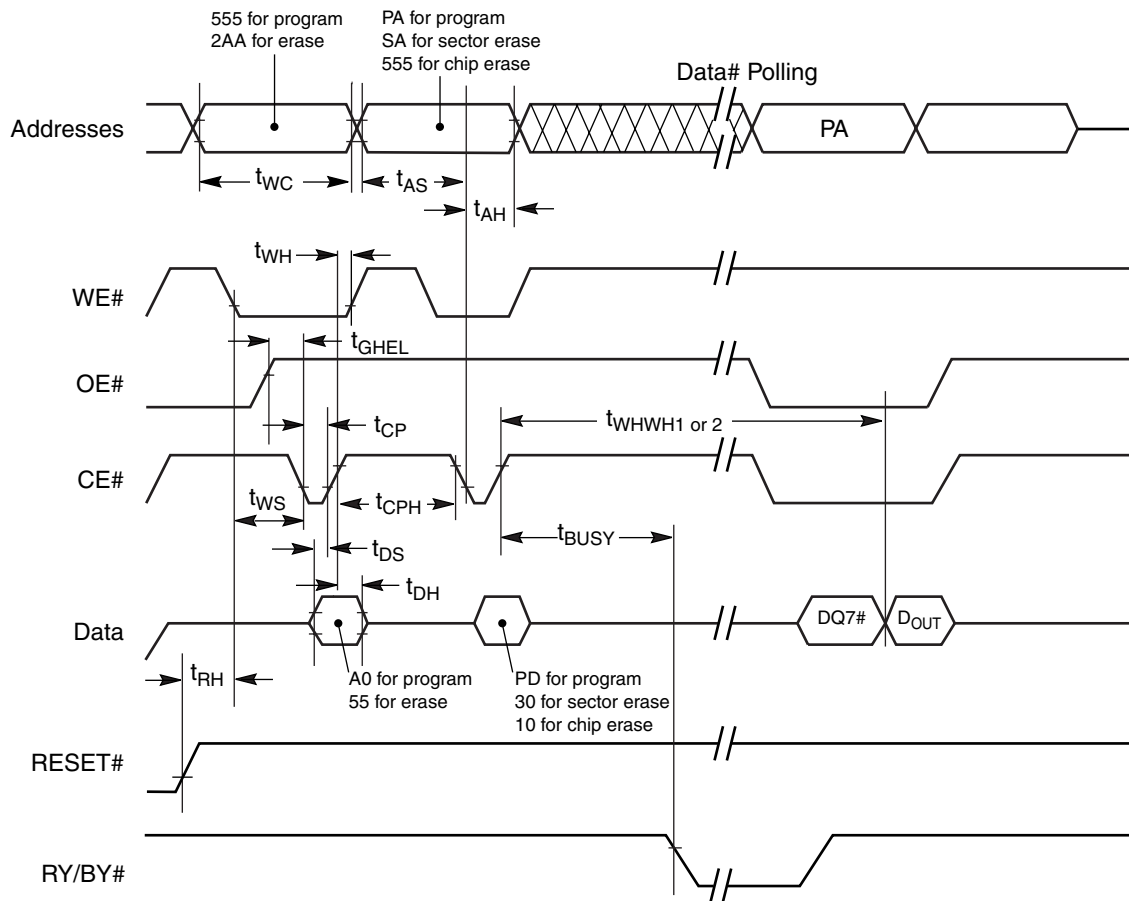 555 for program
2AA for erase
PA for program
SA for sector erase
555 for chip erase
Data# Polling
Addresses
PA
tWC
tAS
tAH
tWH
WE#
tGHEL
OE#
tWHWH1 or 2
tCP
CE#
tWS
tCPH
tBUSY
tDS
tDH
Data
DQ7#
DOUT
tRH
A0 for program
55 for erase
PD for program
30 for sector erase
10 for chip erase
RESET#
RY/BY#